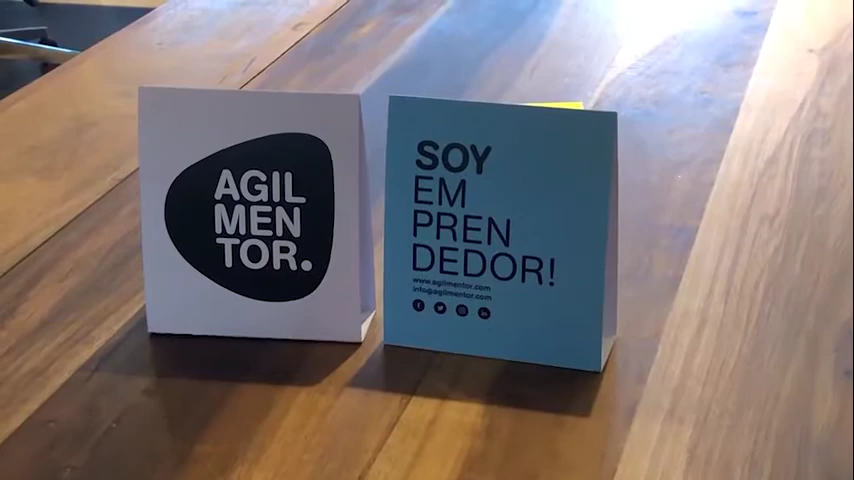 AGIL
MEN
TOR.
SOY
EM
PREN
DEDOR!
www.agilmentor.com
info@agilmentor.com